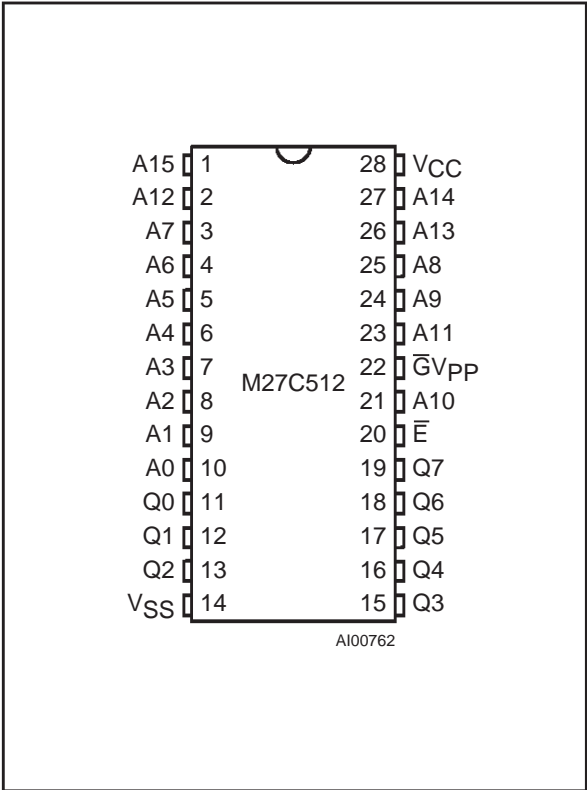 A15 1 28 VCC
A12 2 27 A14
A7 3 26 A13
A6 4 25 A8
A5 5 24 A9
A4 6 23 A11
A3 7 22 G̅VPP
M27C512
A2 8 21 A10
A1 9 20 E̅
A0 10 19 Q7
Q0 11 18 Q6
Q1 12 17 Q5
Q2 13 16 Q4
VSS 14 15 Q3
AI00762